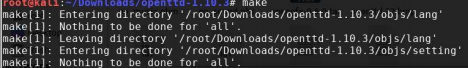 root@kali:~/Downloads/openttd-1.10.3# make
make[1]: Entering directory '/root/Downloads/openttd-1.10.3/objs/lang'
make[1]: Nothing to be done for 'all'.
make[1]: Leaving directory '/root/Downloads/openttd-1.10.3/objs/lang'
make[1]: Entering directory '/root/Downloads/openttd-1.10.3/objs/setting'
make[1]: Nothing to be done for 'all'.